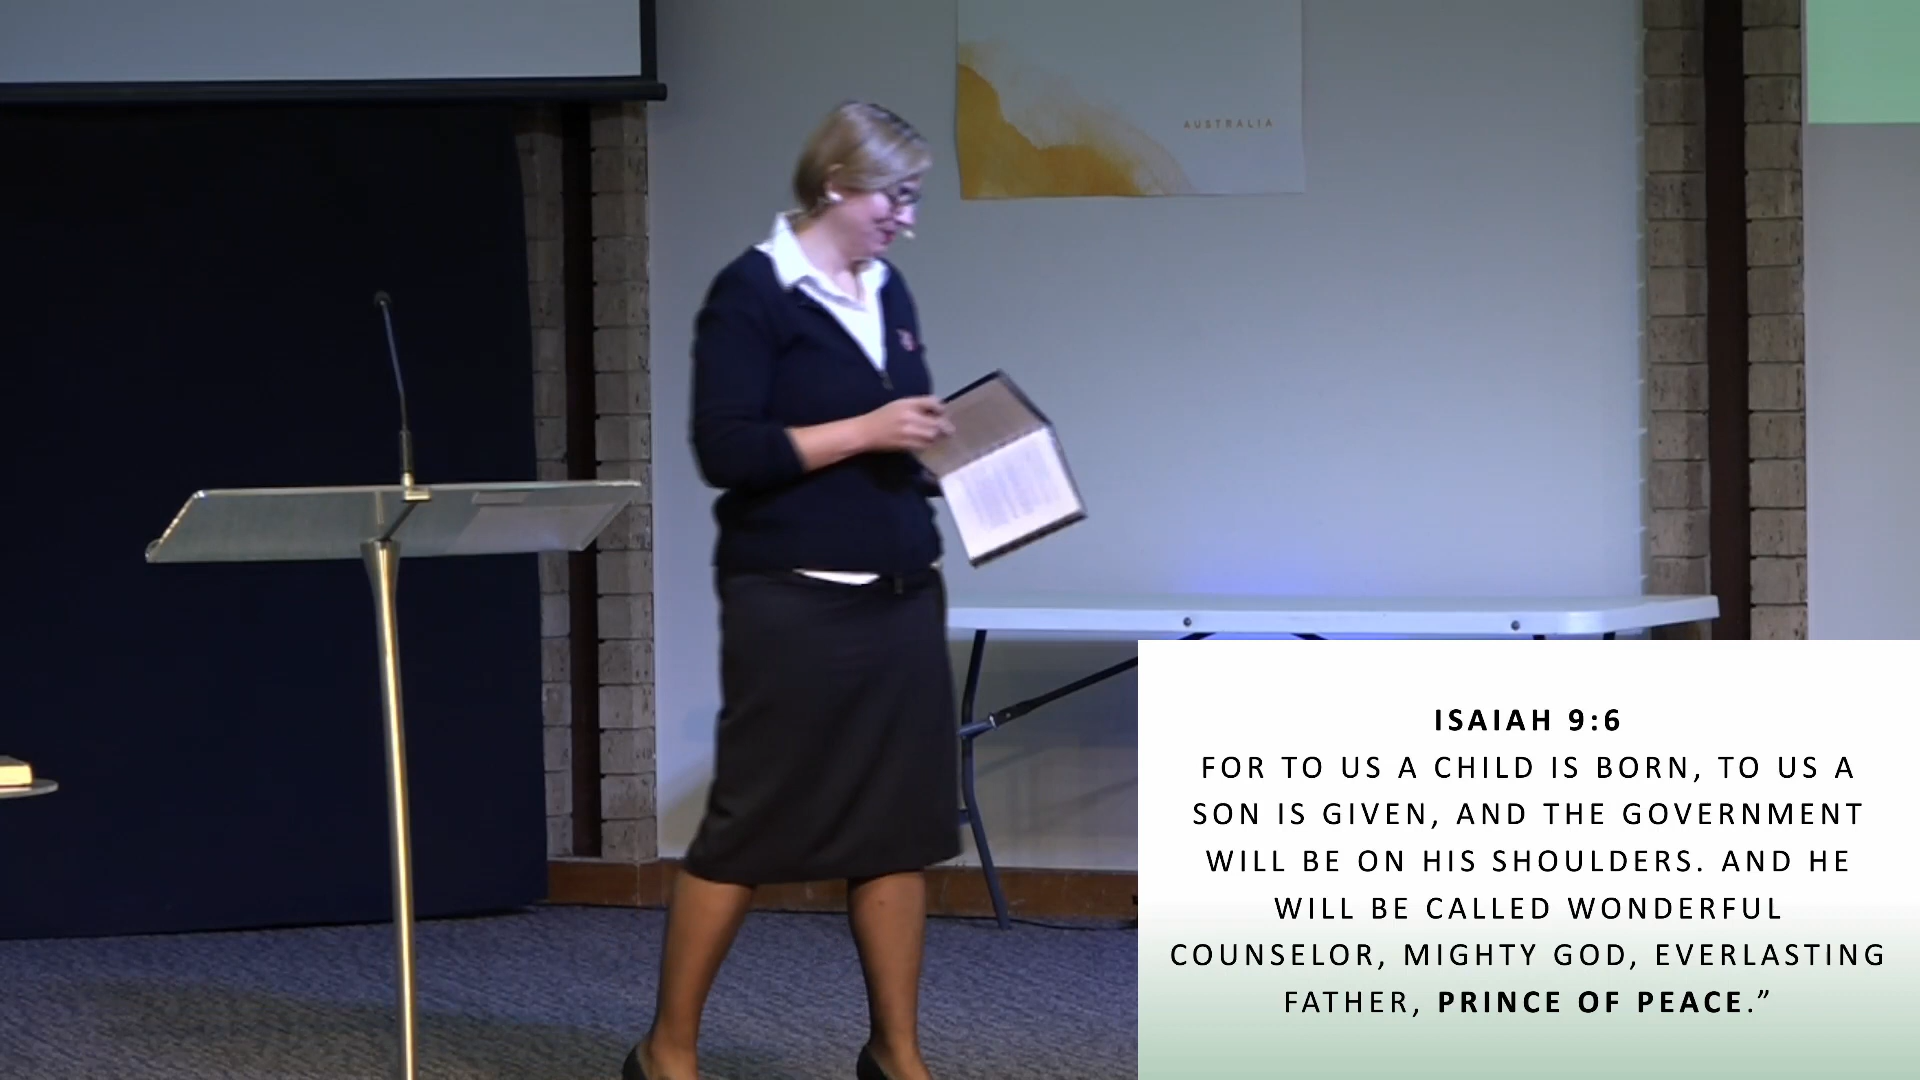 AUSTRALIA
ISAIAH 9:6
FOR TO US A CHILD IS BORN, TO US A
SON IS GIVEN, AND THE GOVERNMENT
WILL BE ON HIS SHOULDERS. AND HE
WILL BE CALLED WONDERFUL
COUNSELOR, MIGHTY GOD, EVERLASTING
FATHER, PRINCE OF PEACE.”